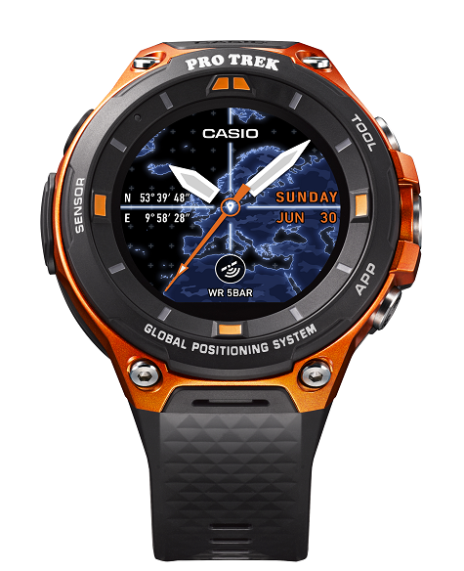 PRO TREK
CASIO
TOOL
SENSOR
N 53° 39' 48"
SUNDAY
E 9° 58' 28"
JUN 30
WR 5BAR
APP
GLOBAL POSITIONING SYSTEM